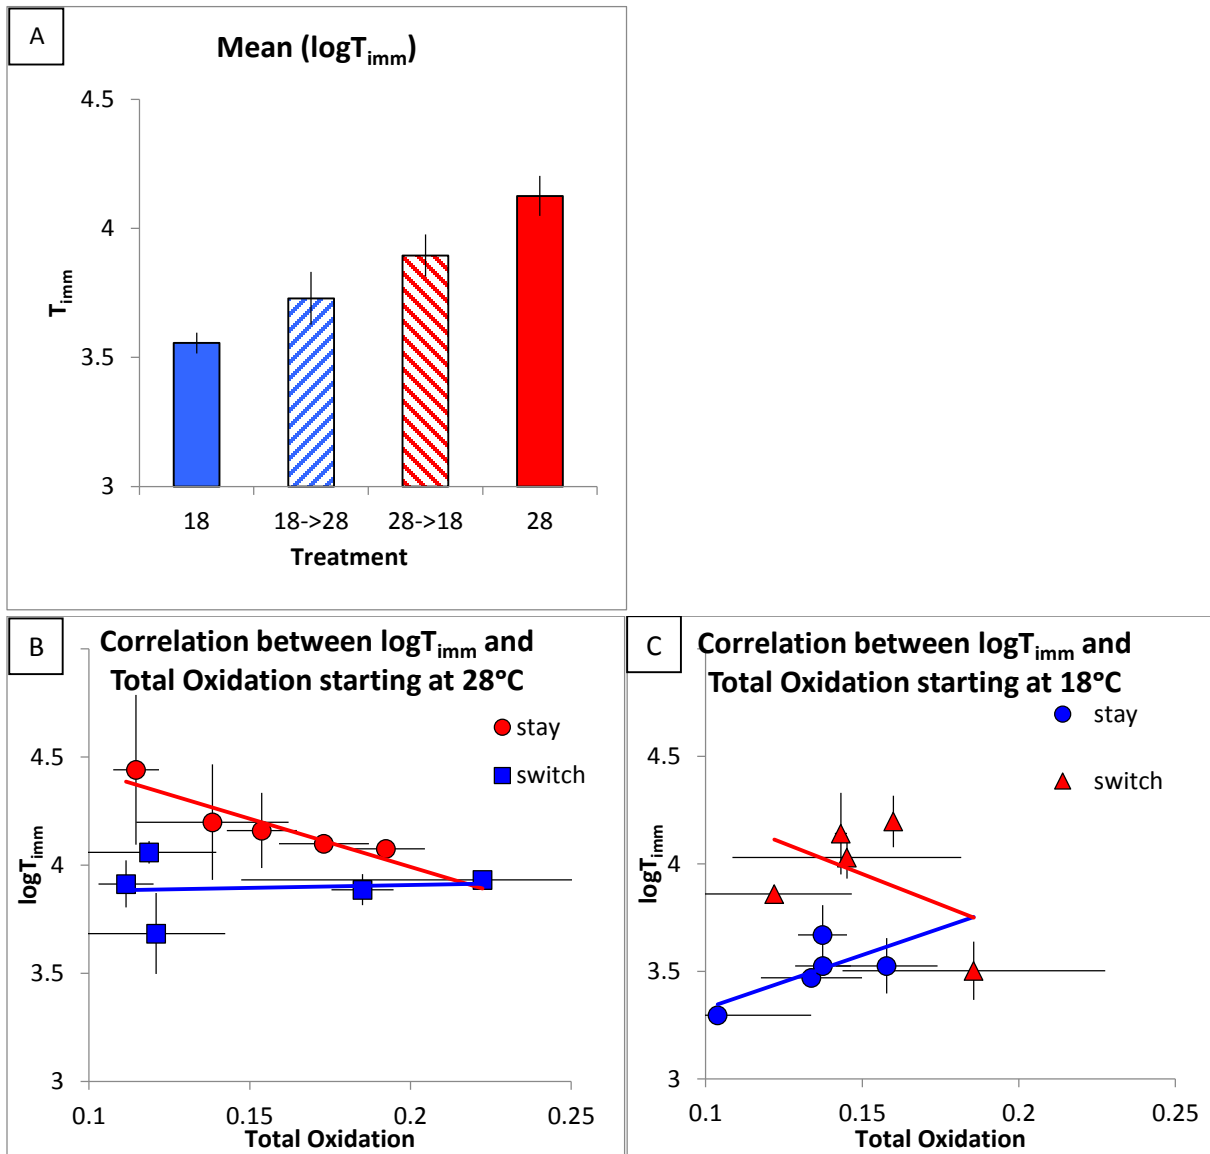 A
Mean (logTimm)
4.5
4
3.5
3
Timm
18
18->28
28->18
28
Treatment
B
Correlation between logTimm and
Total Oxidation starting at 28°C
stay
switch
4.5
4
3.5
3
logTimm
0.1
0.15
0.2
0.25
Total Oxidation
C
Correlation between logTimm and
Total Oxidation starting at 18°C
stay
switch
4.5
4
3.5
3
logTimm
0.1
0.15
0.2
0.25
Total Oxidation